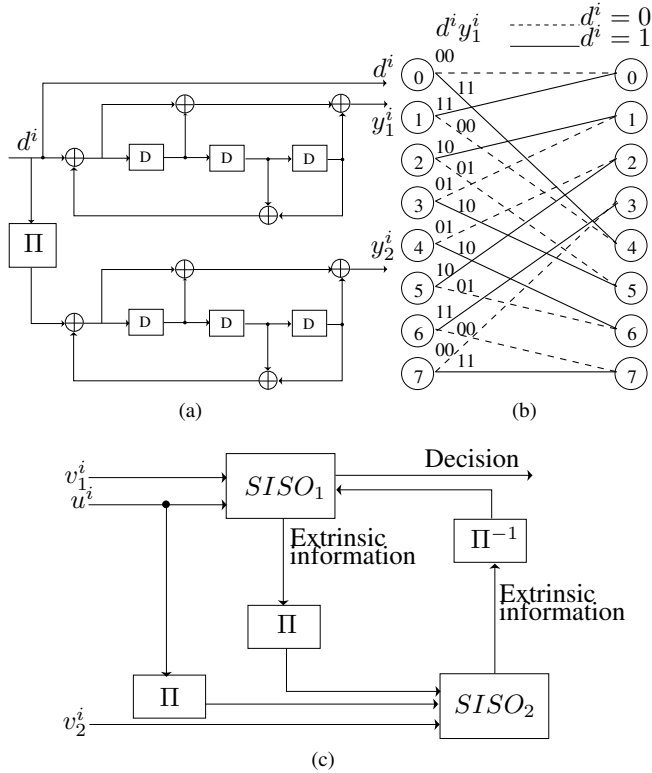 d^i y_1^i
d^i = 0
d^i = 1
d^i
y_1^i
d^i
D D D
Π
y_2^i
D D D
(a)
00
0 0
11
11
1 1
00
10
2 2
01
01
3 3
10
01
4 4
10
10
5 5
01
11
6 6
00
00
7 7
11
(b)
v_1^i
u^i
SISO_1
Decision
Extrinsic
information
Π^{-1}
Π
Extrinsic
information
Π
SISO_2
v_2^i
(c)